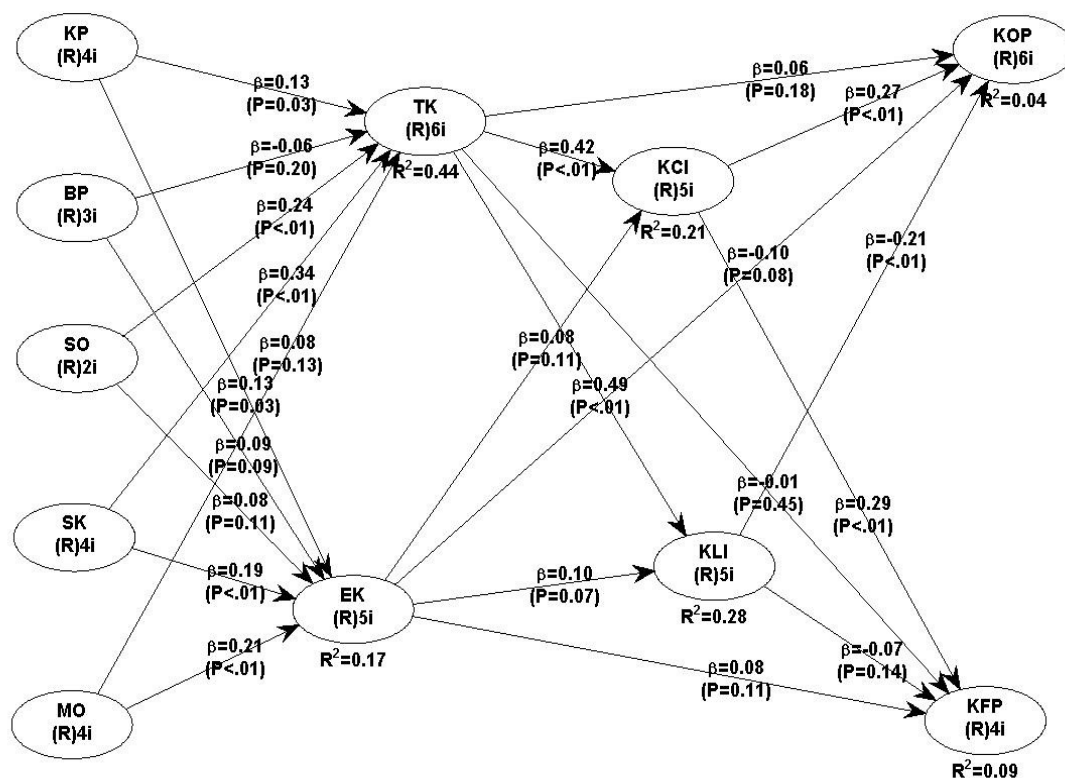 KP
(R)4i
KOP
(R)6i
R²=0.04
β=0.13
(P=0.03)
TK
(R)6i
R²=0.44
β=0.06
(P=0.18)
β=0.27
(P<.01)
β=-0.06
(P=0.20)
β=0.42
(P<.01)
KCI
(R)5i
R²=0.21
BP
(R)3i
β=0.24
(P<.01)
β=0.34
(P<.01)
β=-0.10
(P=0.08)
β=-0.21
(P<.01)
SO
(R)2i
β=0.08
(P=0.13)
β=0.08
(P=0.11)
β=0.13
(P=0.03)
β=0.49
(P<.01)
β=0.09
(P=0.09)
β=-0.01
(P=0.45)
β=0.29
(P<.01)
β=0.08
(P=0.11)
SK
(R)4i
KLI
(R)5i
R²=0.28
β=0.19
(P<.01)
EK
(R)5i
R²=0.17
β=0.10
(P=0.07)
β=0.21
(P<.01)
β=-0.07
(P=0.14)
β=0.08
(P=0.11)
MO
(R)4i
KFP
(R)4i
R²=0.09